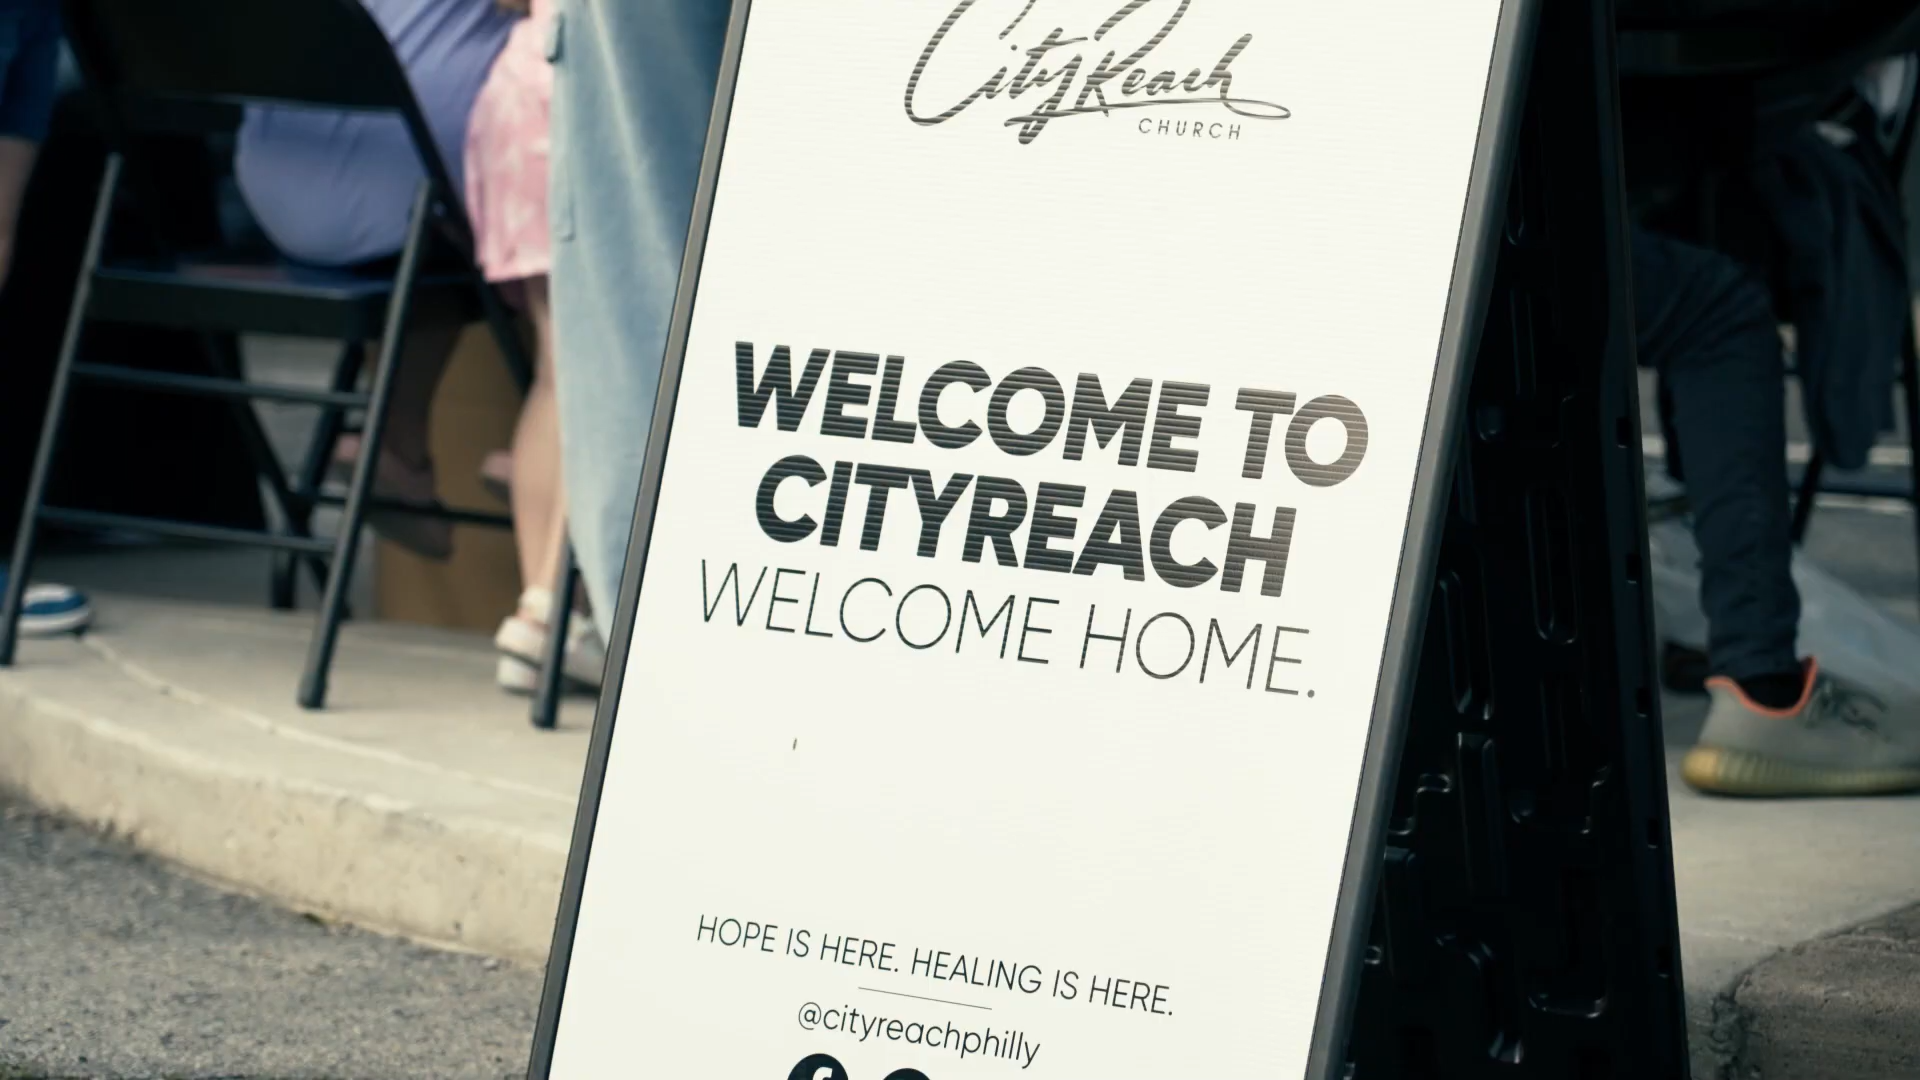 CityReach
CHURCH
WELCOME TO
CITYREACH
WELCOME HOME.
HOPE IS HERE. HEALING IS HERE.
@cityreachphilly